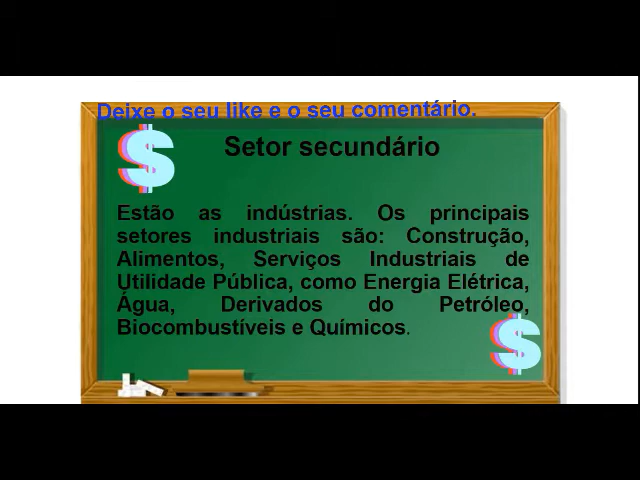 Deixe o seu like e o seu comentário.
$
Setor secundário
Estão as indústrias. Os principais
setores industriais são: Construção,
Alimentos, Serviços Industriais de
Utilidade Pública, como Energia Elétrica,
Água, Derivados do Petróleo,
Biocombustíveis e Químicos.
$